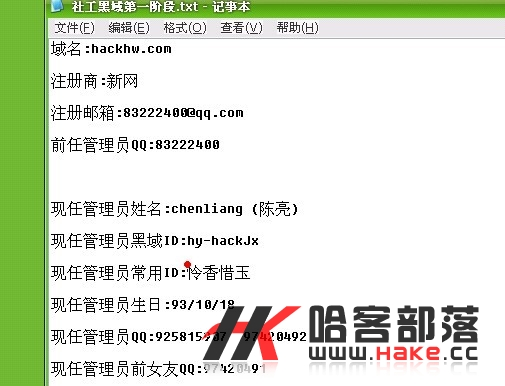 社工黑域第一阶段.txt - 记事本
文件(F) 编辑(E) 格式(O) 查看(V) 帮助(H)
域名:hackhw.com
注册商:新网
注册邮箱:83222400@qq.com
前任管理员QQ:83222400
现任管理员姓名:chenliang (陈亮)
现任管理员黑域ID:hy-hackJx
现任管理员常用ID:怜香惜玉
现任管理员生日:93/10/18
现任管理员QQ:
现任管理员前女友QQ:
哈客部落
www.HAKE.cc